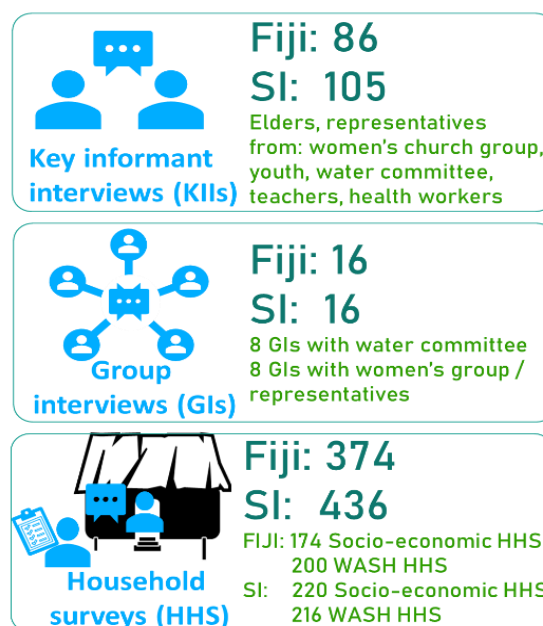 Fiji: 86
SI: 105
Elders, representatives
from: women's church group,
youth, water committee,
teachers, health workers
Key informant
interviews (KIIs)
Fiji: 16
SI: 16
8 GIs with water committee
8 GIs with women's group /
representatives
Group
interviews (GIs)
Fiji: 374
SI: 436
FIJI: 174 Socio-economic HHS
200 WASH HHS
SI: 220 Socio-economic HHS
216 WASH HHS
Household
surveys (HHS)